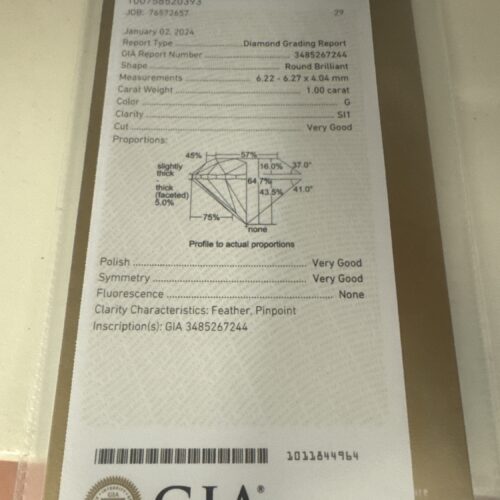 JOB: 76572657 29
January 02, 2024
Report Type Diamond Grading Report
GIA Report Number 3485267244
Shape Round Brilliant
Measurements 6.22 - 6.27 x 4.04 mm
Carat Weight 1.00 carat
Color G
Clarity SI1
Cut Very Good
Proportions:
45% 57%
slightly thick - thick (faceted) 5.0%
16.0% 37.0°
64.7%
43.5% 41.0°
75%
none
Profile to actual proportions
Polish Very Good
Symmetry Very Good
Fluorescence None
Clarity Characteristics: Feather, Pinpoint
Inscription(s): GIA 3485267244
1011844964
GIA®